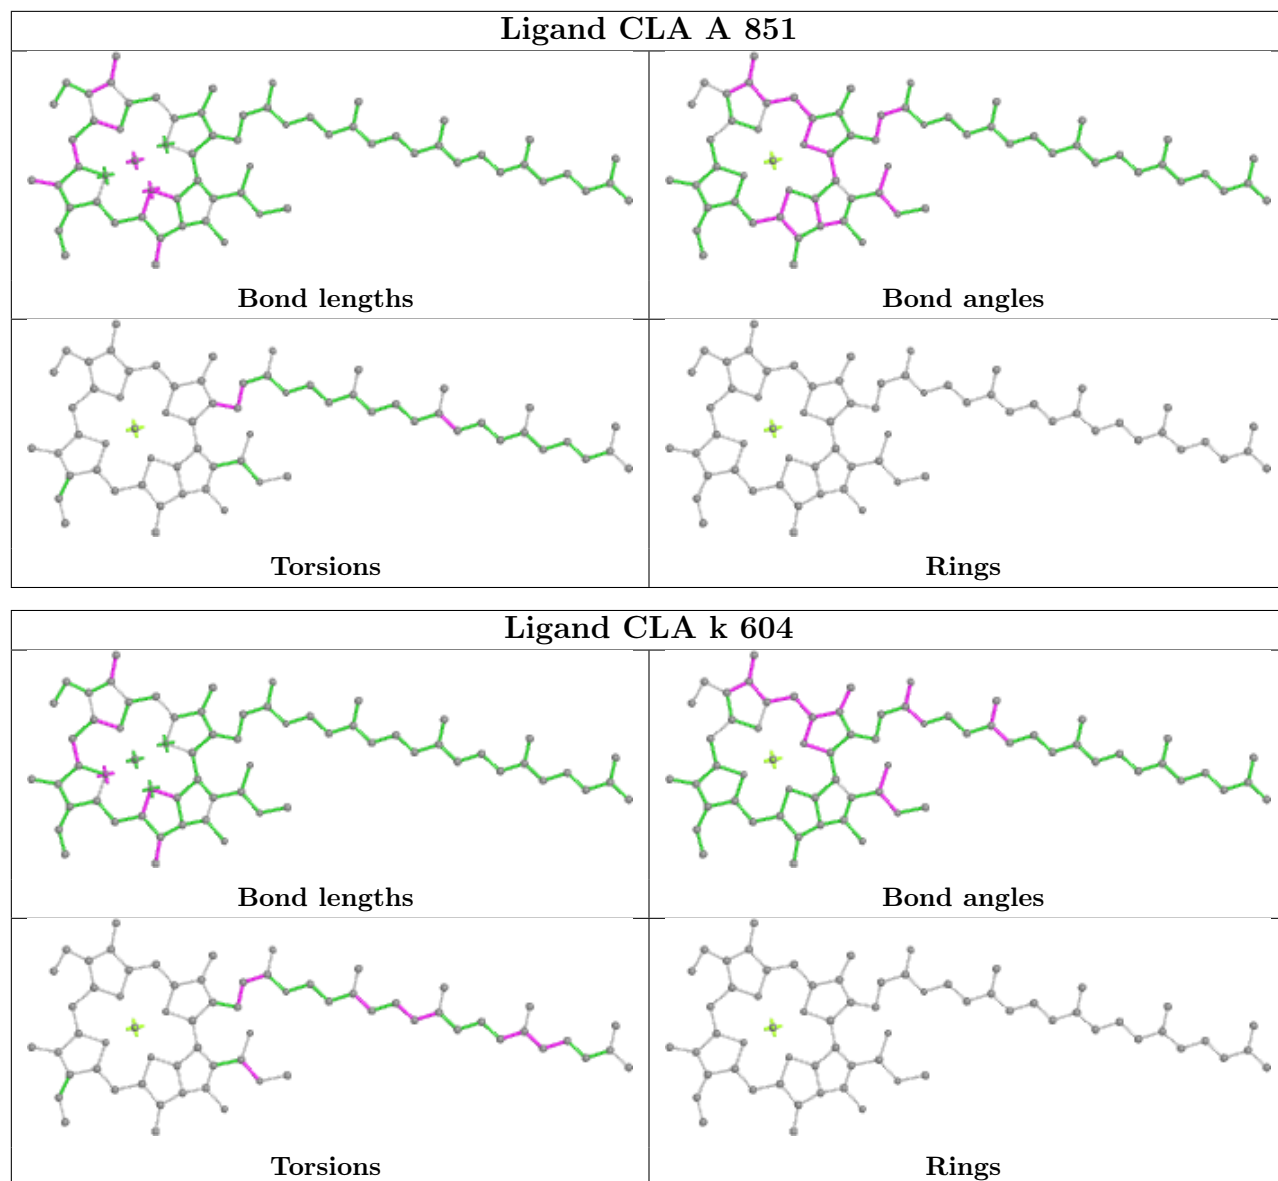 Ligand CLA A 851
Bond lengths
Bond angles
Torsions
Rings
Ligand CLA k 604
Bond lengths
Bond angles
Torsions
Rings